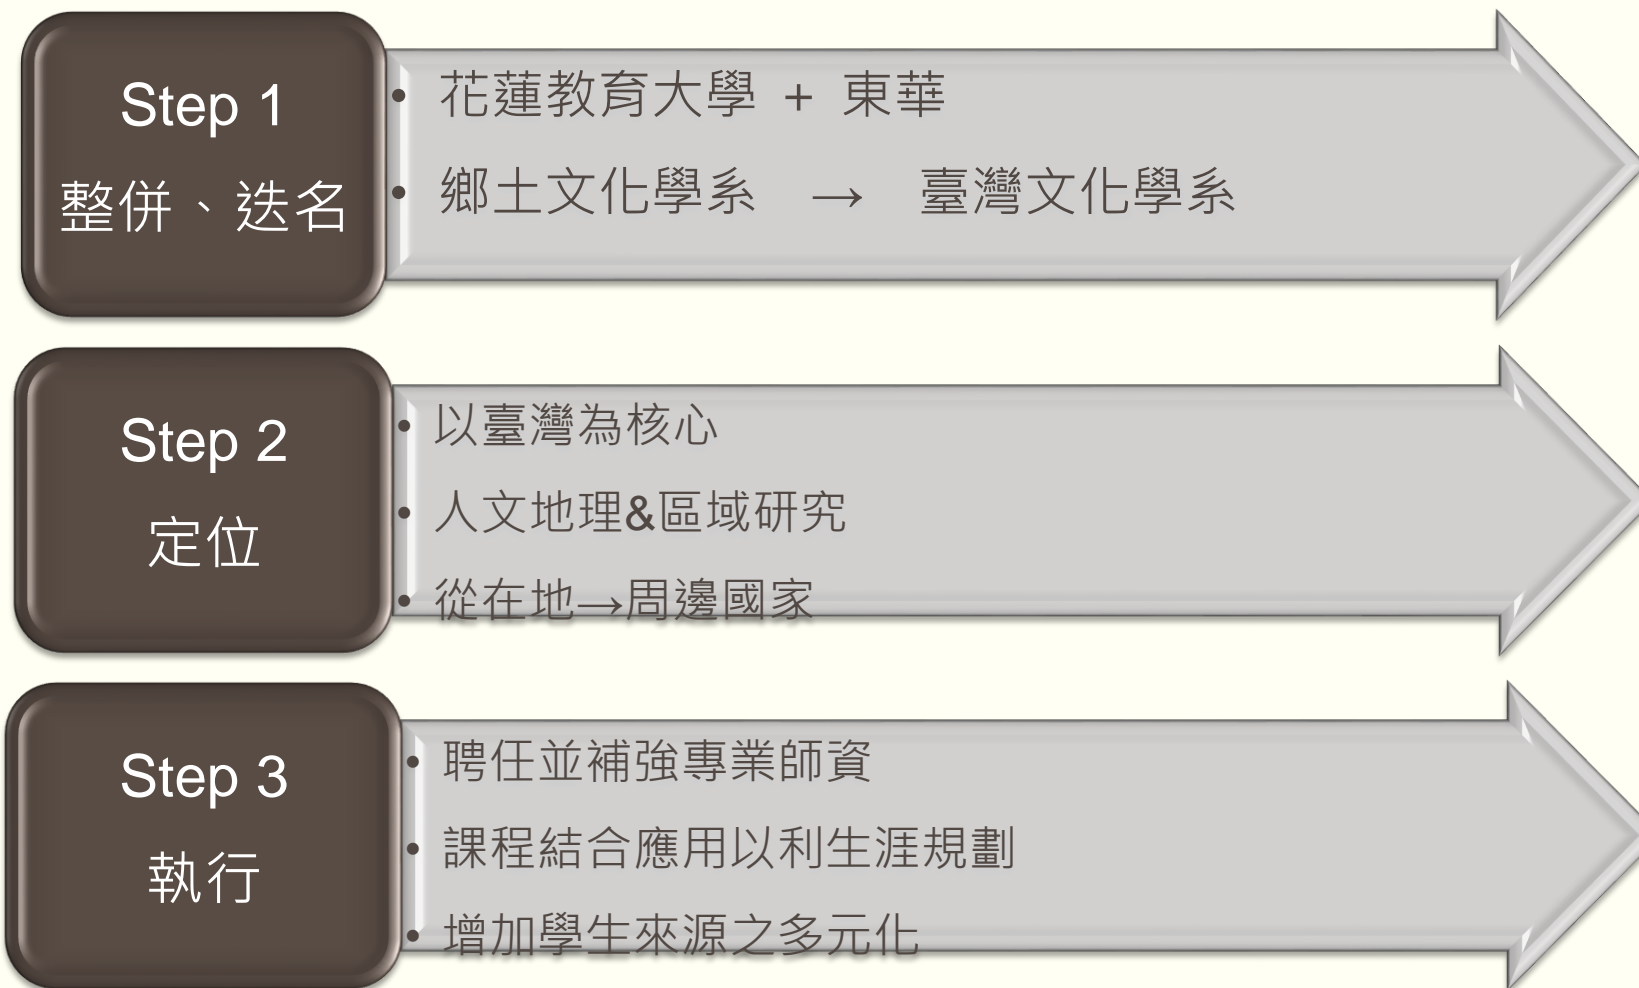 Step 1
整併、迭名
• 花蓮教育大學 + 東華
• 鄉土文化學系 → 臺灣文化學系
Step 2
定位
• 以臺灣為核心
• 人文地理&區域研究
• 從在地→周邊國家
Step 3
執行
• 聘任並補強專業師資
• 課程結合應用以利生涯規劃
• 增加學生來源之多元化